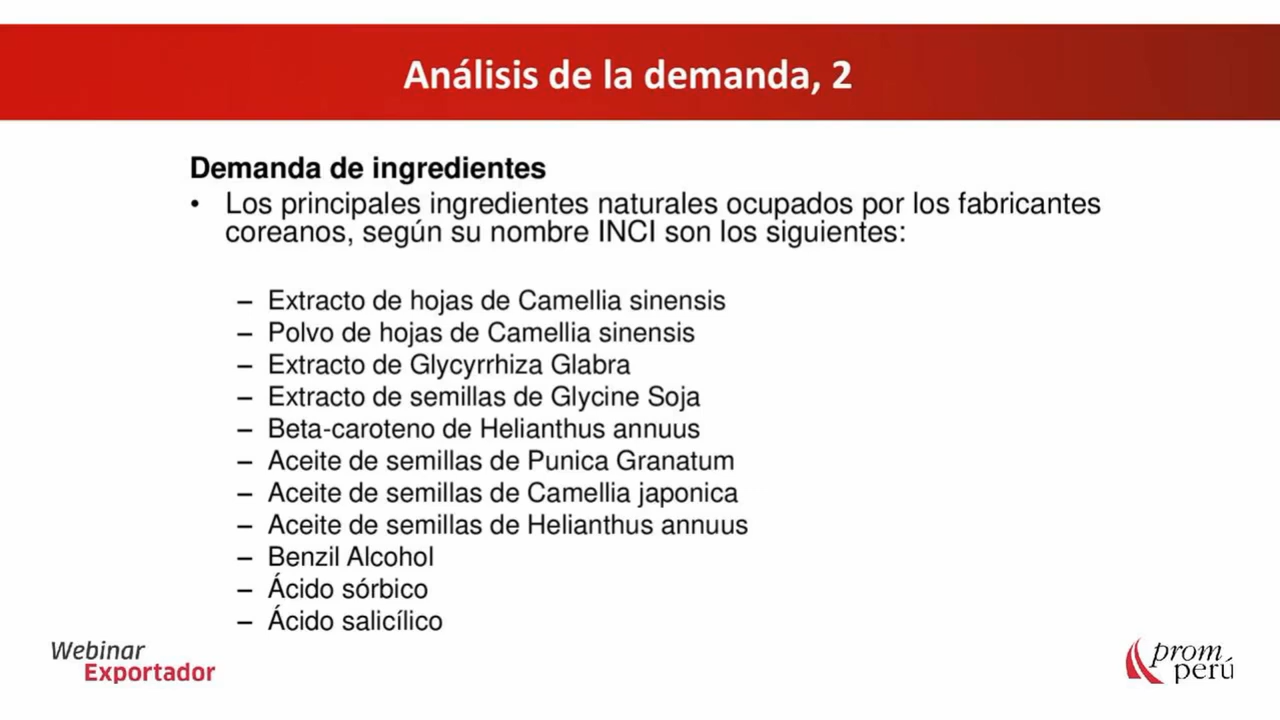 Análisis de la demanda, 2
Demanda de ingredientes
• Los principales ingredientes naturales ocupados por los fabricantes
coreanos, según su nombre INCI son los siguientes:
– Extracto de hojas de Camellia sinensis
– Polvo de hojas de Camellia sinensis
– Extracto de Glycyrrhiza Glabra
– Extracto de semillas de Glycine Soja
– Beta-caroteno de Helianthus annuus
– Aceite de semillas de Punica Granatum
– Aceite de semillas de Camellia japonica
– Aceite de semillas de Helianthus annuus
– Benzil Alcohol
– Ácido sórbico
– Ácido salicílico
Webinar
Exportador
prom
perú